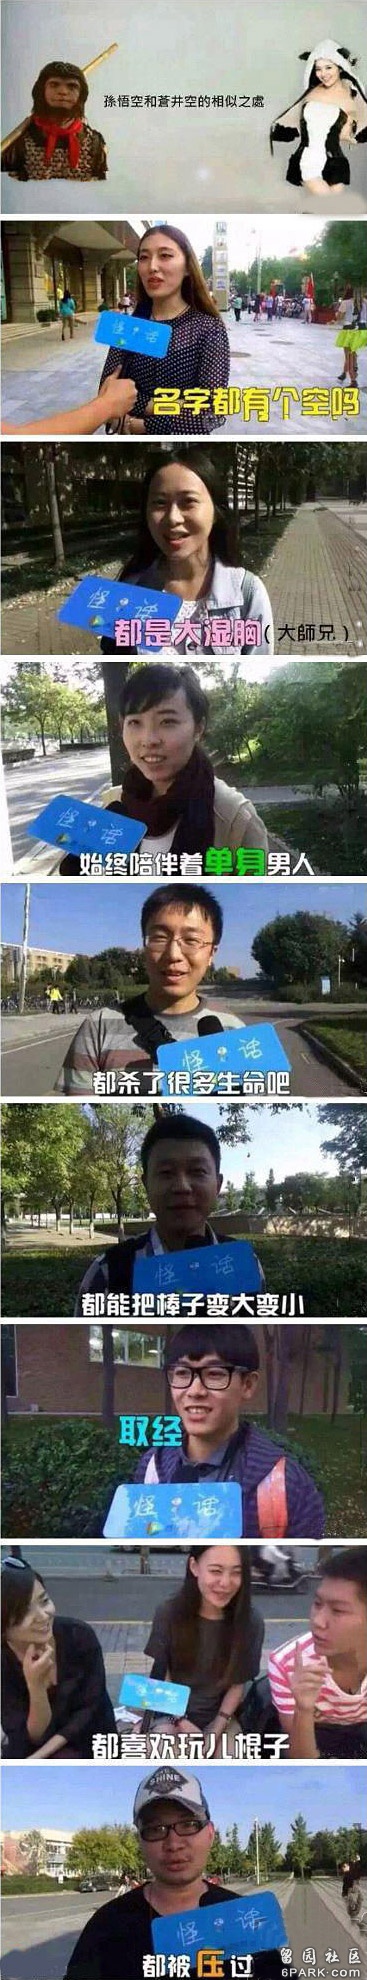 孫悟空和蒼井空的相似之處
怪 话
名字都有个空吗
怪 话
都是大湿胸(大師兄)
怪 话
始终陪伴着单身男人
怪 话
都杀了很多生命吧
怪 话
都能把棒子变大变小
取经
怪 话
怪 话
都喜欢玩儿棍子
SHINE
怪 话
都被压过
留园社区
6PARK.COM